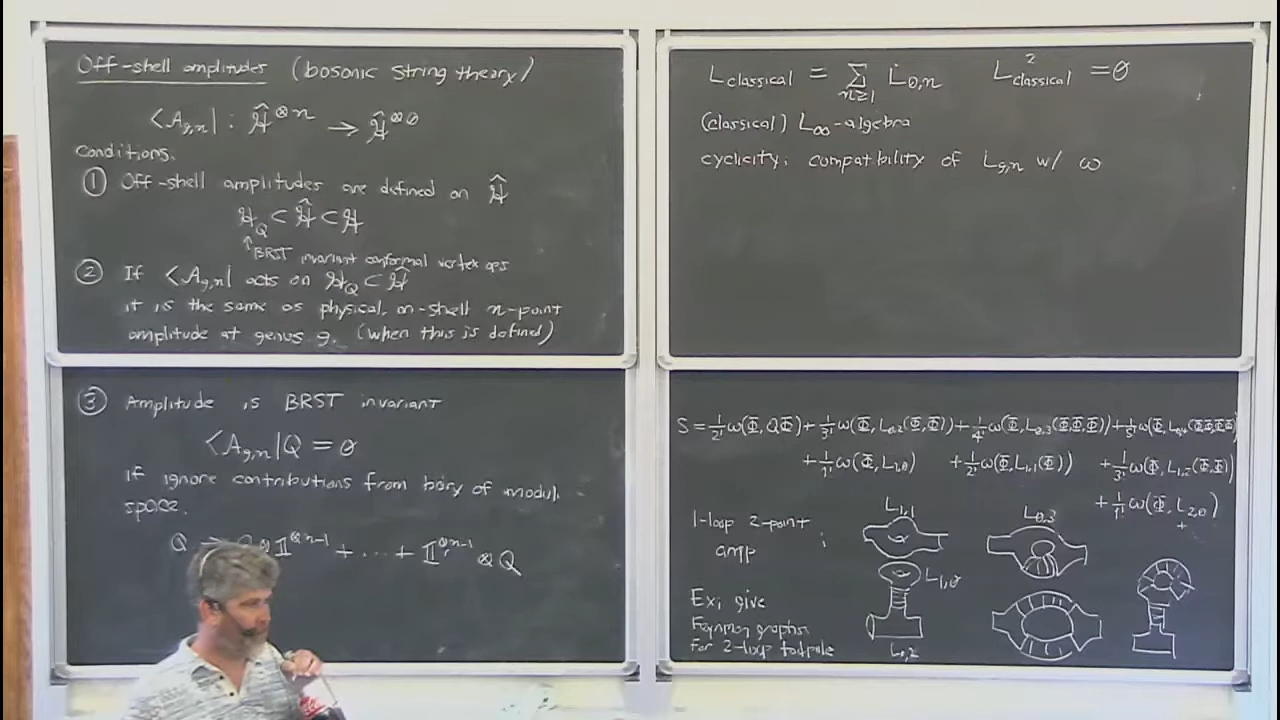 Off-shell amplitudes (bosonic string theory)
⟨A_{g,n}| : Ĥ^{⊗n} → Ĥ^{⊗0}
Conditions.
① Off-shell amplitudes are defined on Ĥ
H_Q ⊂ Ĥ ⊂ H
↑ BRST invariant conformal vertex ops
② If ⟨A_{g,n}| acts on H_Q ⊂ Ĥ
it is the same as physical, on-shell n-point
amplitude at genus g. (when this is defined)
③ Amplitude is BRST invariant
⟨A_{g,n}|Q = 0
if ignore contributions from bdry of moduli
space.
Q → ⊗ 𝕀^{⊗n-1} + ... + 𝕀^{⊗n-1} ⊗ Q
L_{classical} = Σ_{n≥1} L_{0,n} L²_{classical} = 0
(classical) L_∞-algebra
cyclicity: compatbility of L_{g,n} w/ ω
S = 1/2! ω(Φ, QΦ) + 1/3! ω(Φ, L_{0,2}(Φ,Φ)) + 1/4! ω(Φ, L_{0,3}(Φ,Φ,Φ)) + 1/5! ω(Φ, L_{0,4}(Φ,Φ,Φ,Φ))
+ 1/1! ω(Φ, L_{1,0}) + 1/2! ω(Φ, L_{1,1}(Φ)) + 1/3! ω(Φ, L_{1,2}(Φ,Φ))
+ 1/1! ω(Φ, L_{2,0})
+
1-loop 2-point
amp :
L_{1,1}
L_{0,3}
L_{1,0}
L_{0,2}
Ex: give
Feynman graphs
for 2-loop tadpole